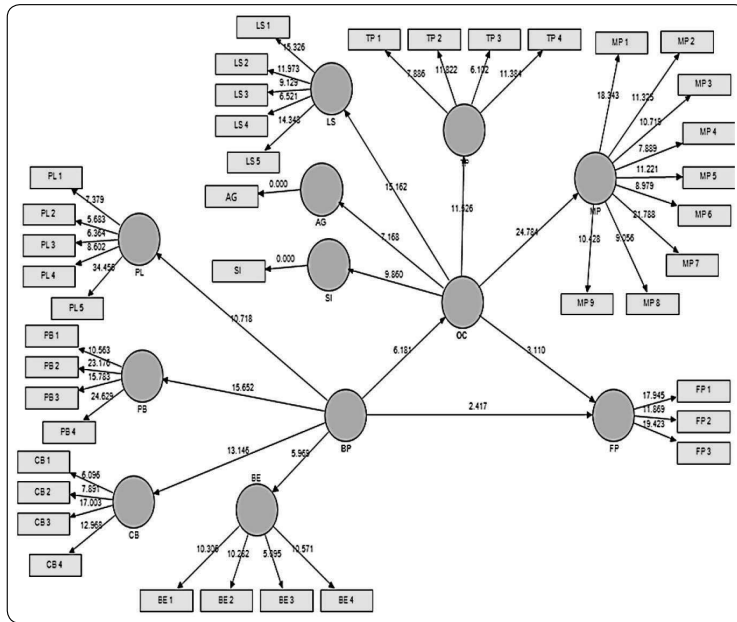 LS 1
15.326
LS 2
11.973
LS 3
9.129
LS 4
6.521
LS 5
14.348
LS
TP 1
TP 2
TP 3
TP 4
7.886
11.822
11.384
MP 1
MP 2
MP 3
MP 4
MP 5
MP 6
MP 7
MP 8
MP 9
18.343
11.325
10.719
7.889
11.221
8.979
21.788
9.056
10.428
MP
AG
0.000
AG
SI
0.000
SI
15.162
11.526
24.784
7.168
9.860
OC
PL 1
7.379
PL 2
5.683
PL 3
6.364
PL 4
8.602
PL 5
34.456
PL
10.718
6.181
3.110
PB 1
10.563
PB 2
23.176
PB 3
15.783
PB 4
24.629
PB
15.652
BP
2.417
FP
17.945
FP 1
11.869
FP 2
19.423
FP 3
13.146
5.968
CB 1
6.096
CB 2
7.891
CB 3
17.003
CB 4
12.968
CB
BE
10.306
10.262
10.571
BE 1
BE 2
BE 3
BE 4